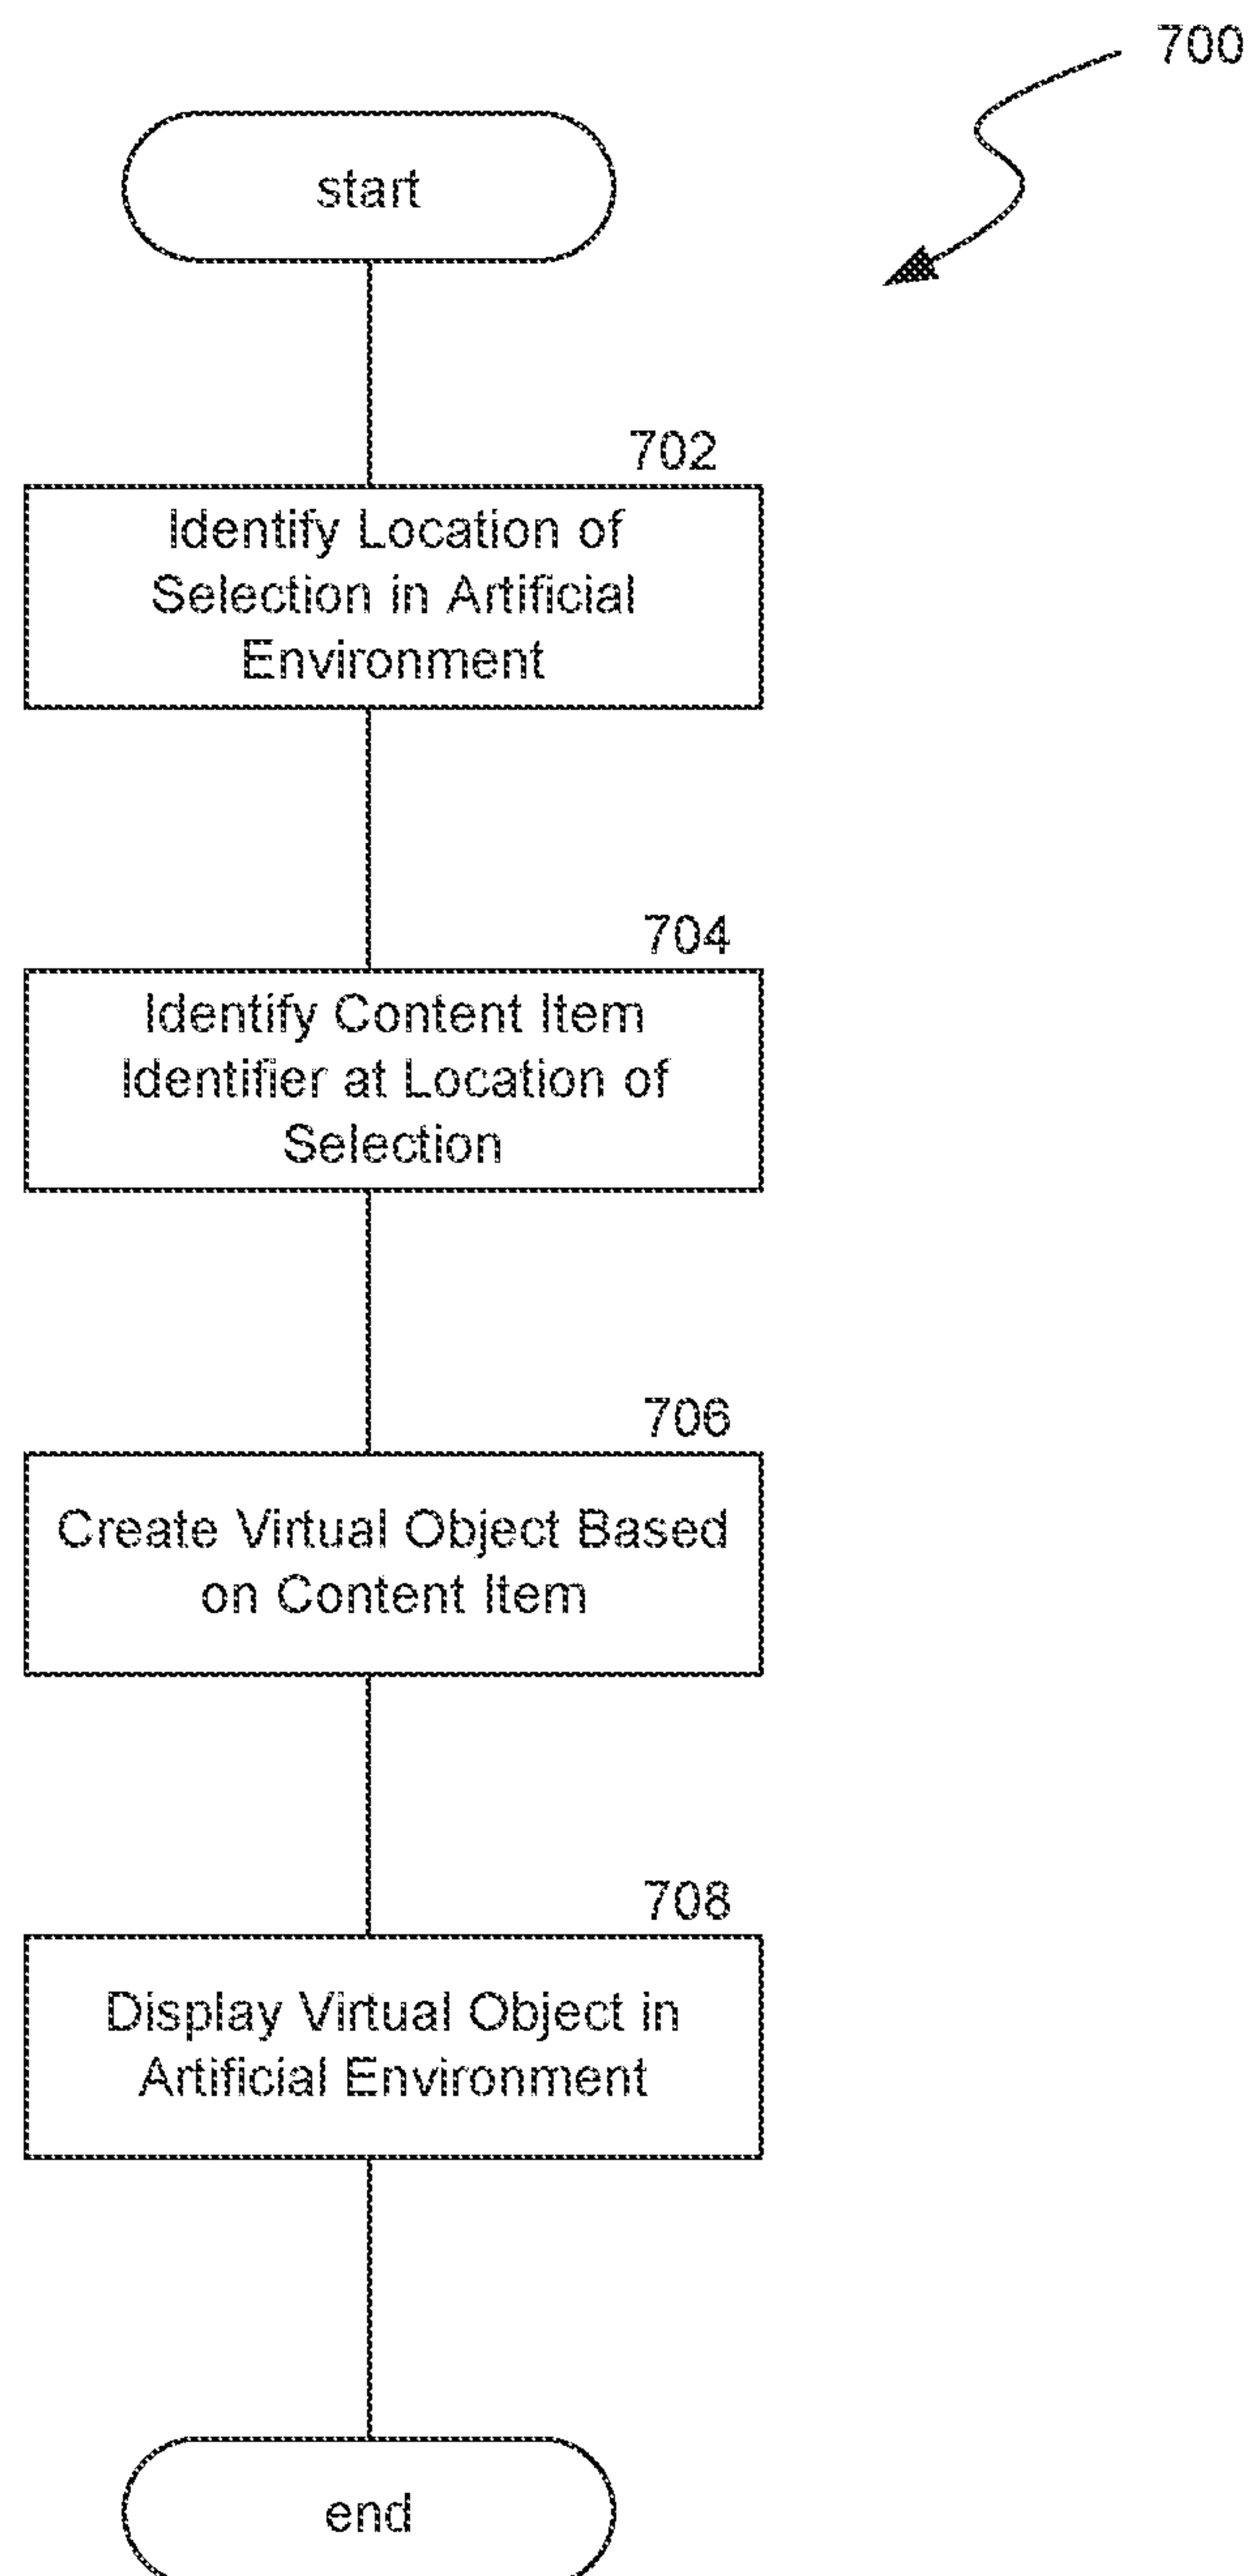 700
start
702
Identify Location of
Selection in Artificial
Environment
704
Identify Content Item
Identifier at Location of
Selection
706
Create Virtual Object Based
on Content Item
708
Display Virtual Object in
Artificial Environment
end